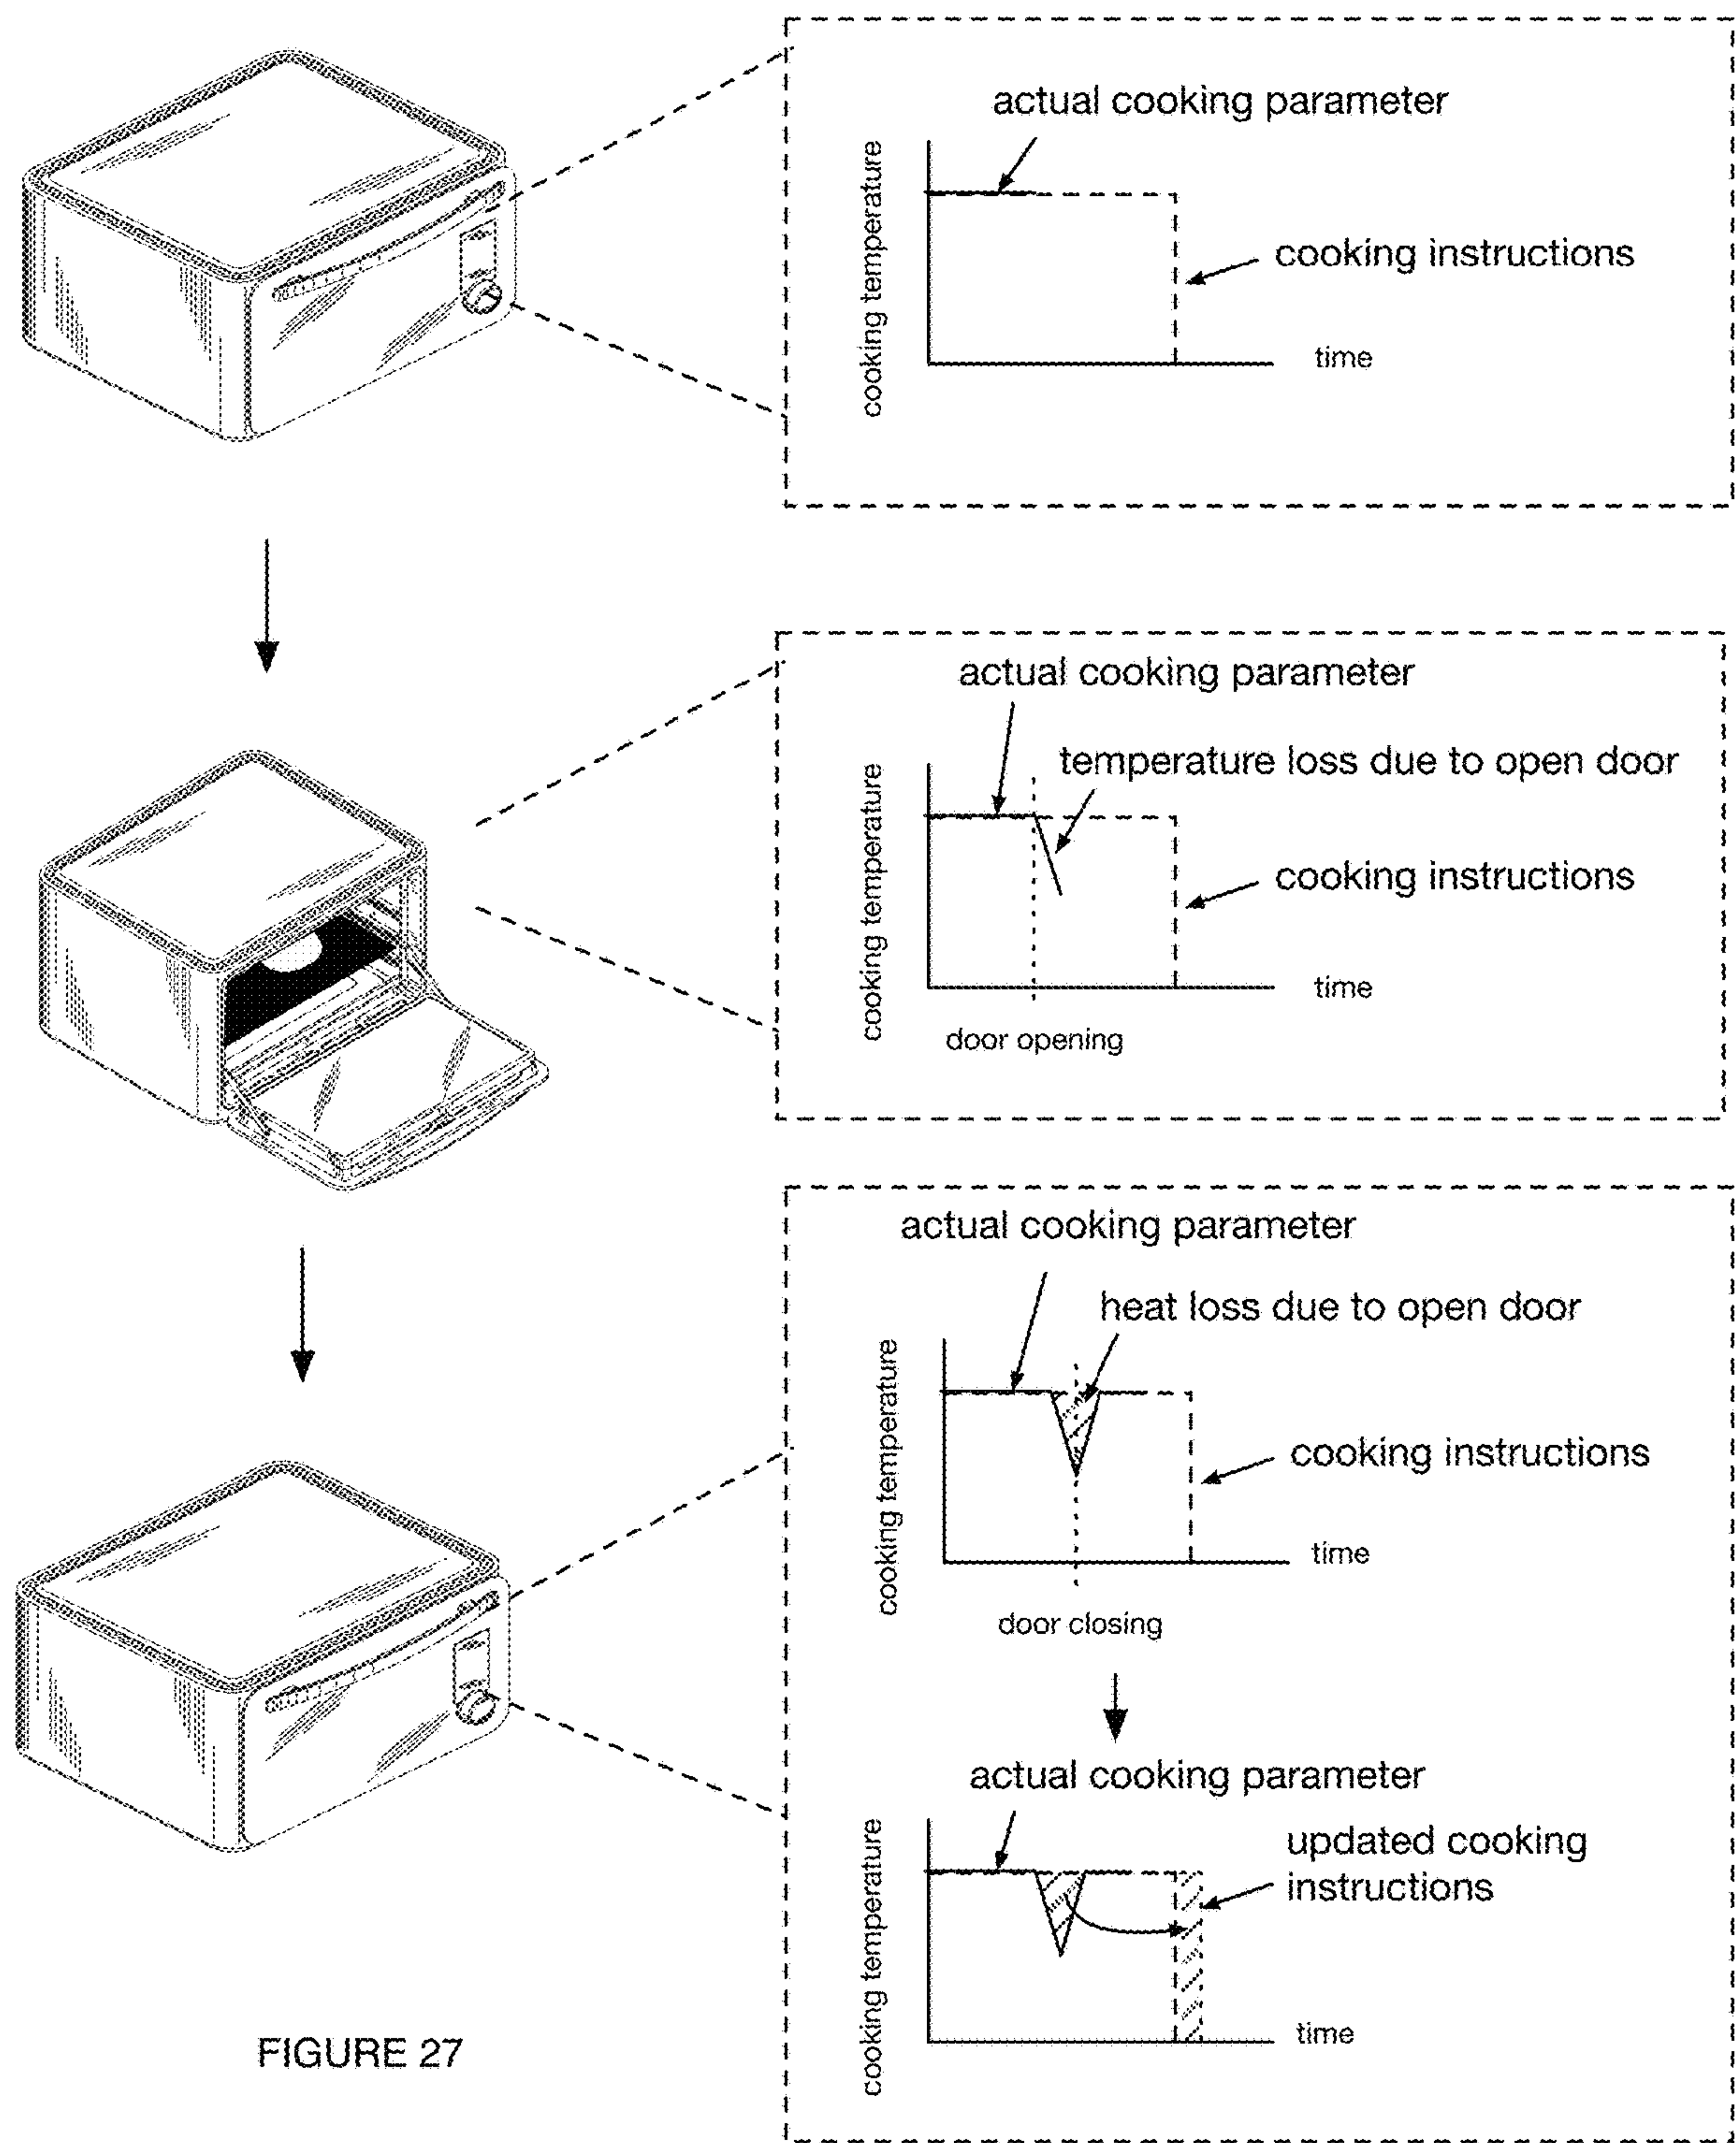 actual cooking parameter
cooking temperature
cooking instructions
time
actual cooking parameter
temperature loss due to open door
cooking temperature
cooking instructions
time
door opening
actual cooking parameter
heat loss due to open door
cooking temperature
cooking instructions
time
door closing
actual cooking parameter
updated cooking
instructions
cooking temperature
time
FIGURE 27